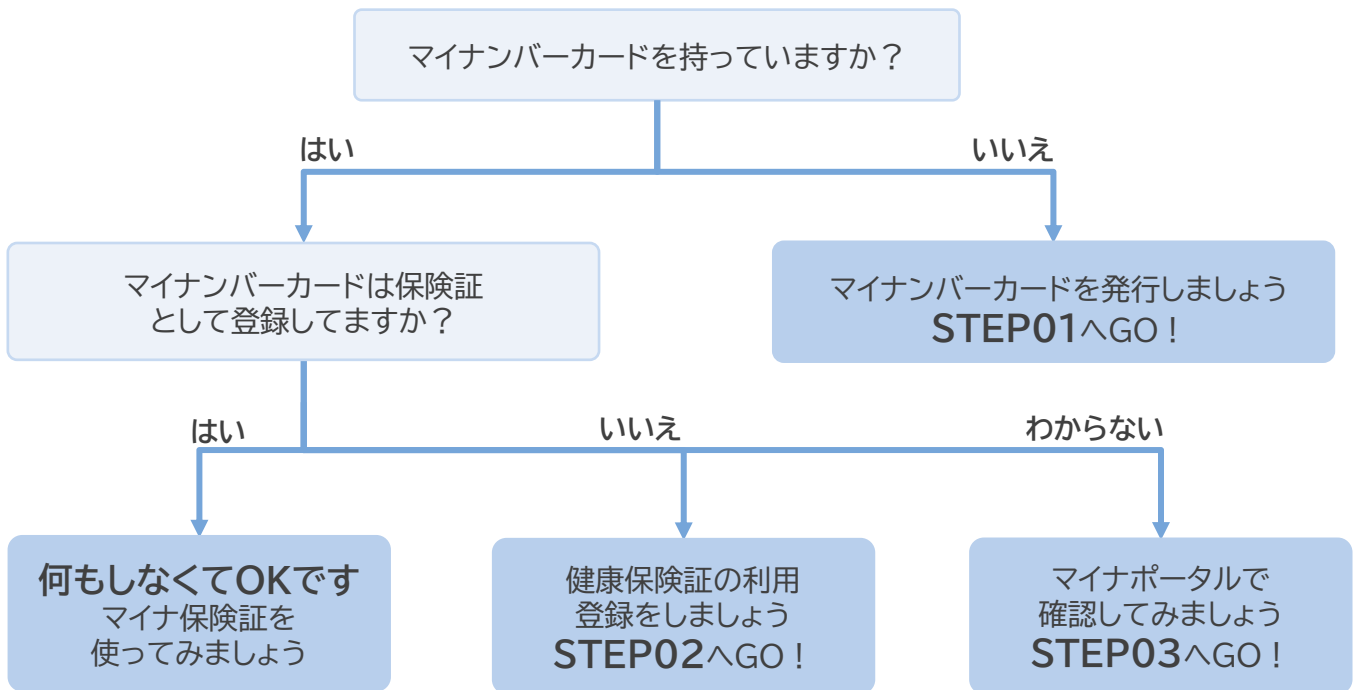 マイナンバーカードを持っていますか？
はい
いいえ
マイナンバーカードは保険証
として登録してますか？
マイナンバーカードを発行しましょう
STEP01へGO！
はい
いいえ
わからない
何もしなくてOKです
マイナ保険証を
使ってみましょう
健康保険証の利用
登録をしましょう
STEP02へGO！
マイナポータルで
確認してみましょう
STEP03へGO！